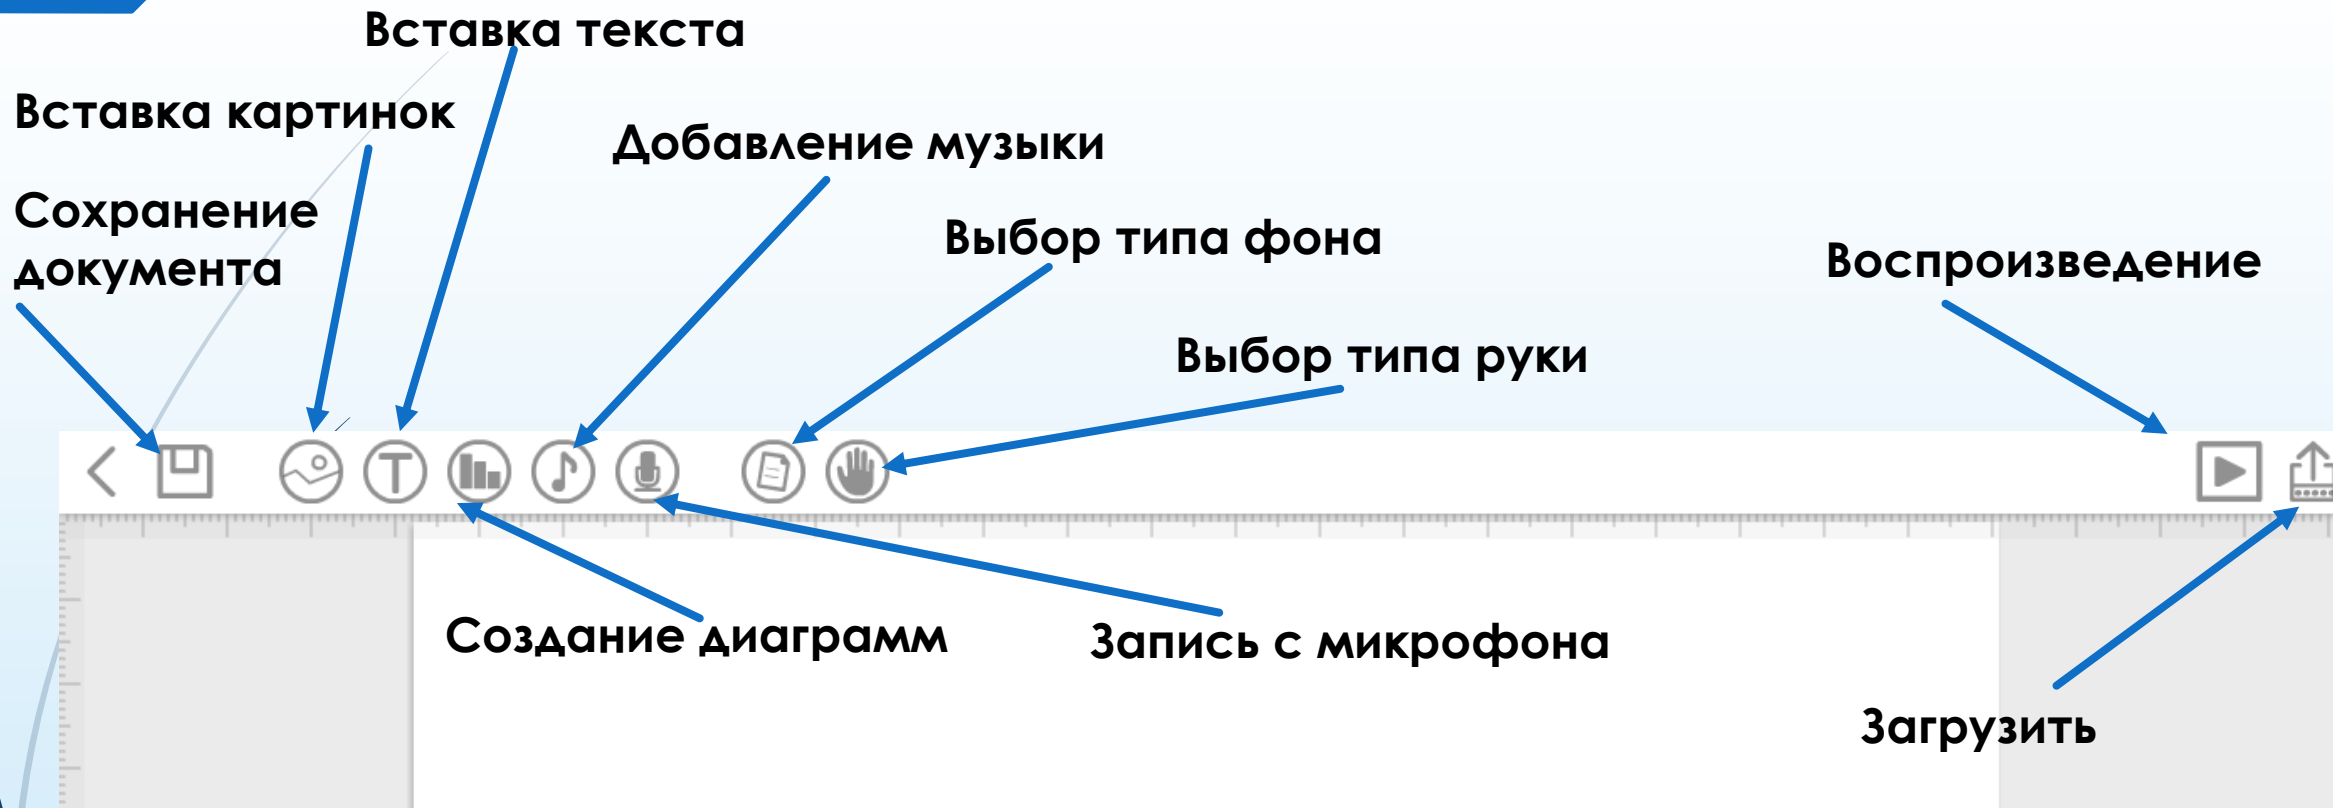 Вставка текста
Вставка картинок
Добавление музыки
Сохранение
документа
Выбор типа фона
Воспроизведение
Выбор типа руки
T
Создание диаграмм
Запись с микрофона
Загрузить